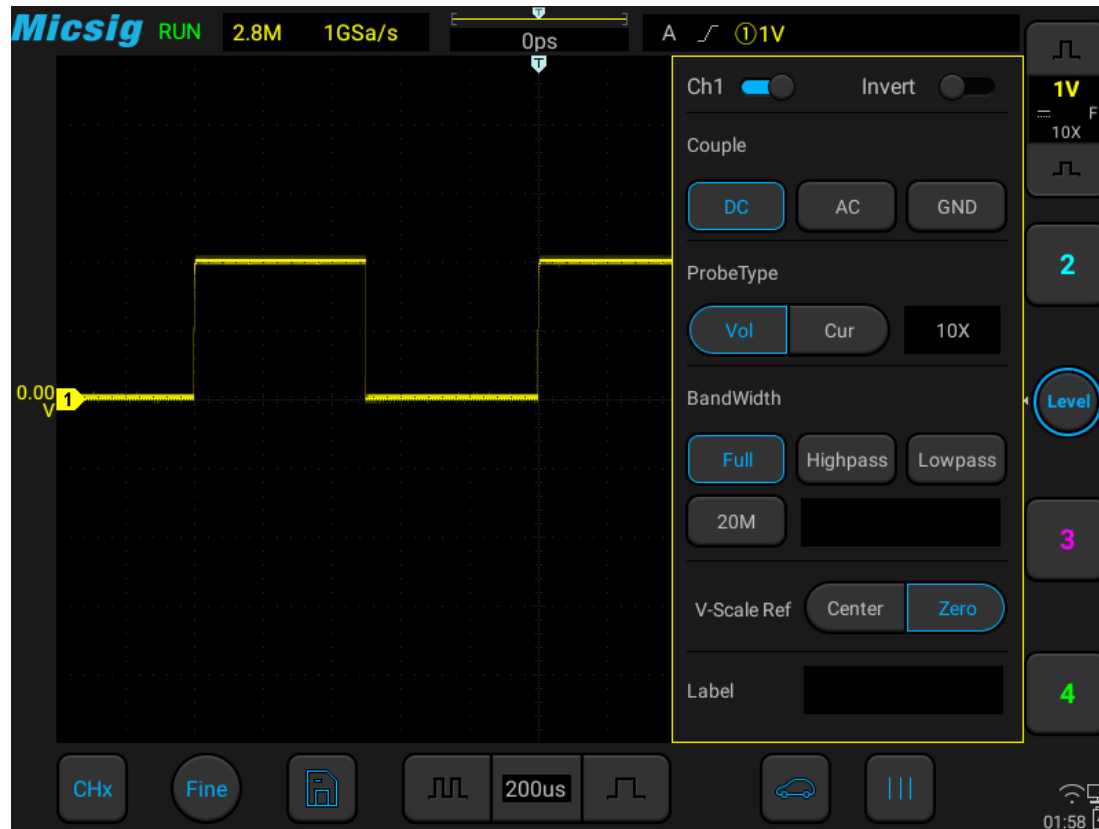 Micsig RUN 2.8M 1GSa/s T 0ps A ①1V
T
Ch1 Invert
1V
F
10X
Couple
DC AC GND
2
ProbeType
Vol Cur 10X
0.00
V
1
BandWidth
Level
Full Highpass Lowpass
20M
3
V-Scale Ref Center Zero
Label
4
CHx Fine 200us
01:58